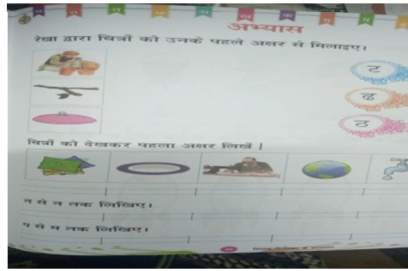 अभ्यास
रेखा द्वारा चित्रों को उनके पहले अक्षर से मिलाइए।
ट
ढ
ठ
चित्रों को देखकर पहला अक्षर लिखें |
त से न तक लिखिए।
प से म तक लिखिए।